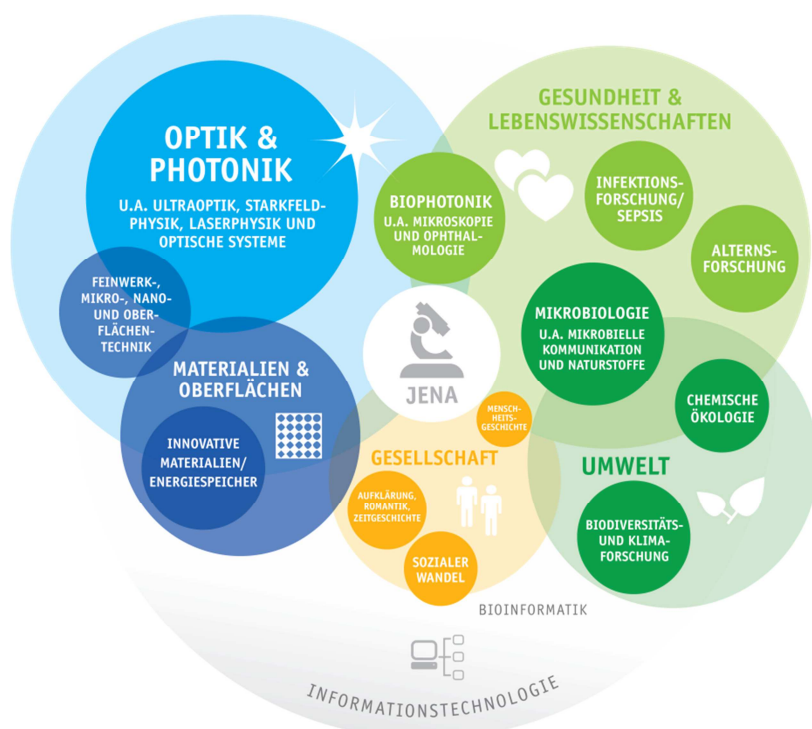 OPTIK &
PHOTONIK
U.A. ULTRAOPTIK, STARKFELD-
PHYSIK, LASERPHYSIK UND
OPTISCHE SYSTEME
GESUNDHEIT &
LEBENSWISSENSCHAFTEN
BIOPHOTONIK
U.A. MIKROSKOPIE
UND OPHTHAL-
MOLOGIE
INFEKTIONS-
FORSCHUNG/
SEPSIS
ALTERNS-
FORSCHUNG
FEINWERK-,
MIKRO-, NANO-
UND OBER-
FLÄCHEN-
TECHNIK
MIKROBIOLOGIE
U.A. MIKROBIELLE
KOMMUNIKATION
UND NATURSTOFFE
MATERIALIEN &
OBERFLÄCHEN
JENA
CHEMISCHE
ÖKOLOGIE
MENSCH-
HEITS-
GESCHICHTE
INNOVATIVE
MATERIALIEN/
ENERGIESPEICHER
GESELLSCHAFT
UMWELT
AUFKLÄRUNG,
ROMANTIK,
ZEITGESCHICHTE
BIODIVERSITÄTS-
UND KLIMA-
FORSCHUNG
SOZIALER
WANDEL
BIOINFORMATIK
INFORMATIONSTECHNOLOGIE